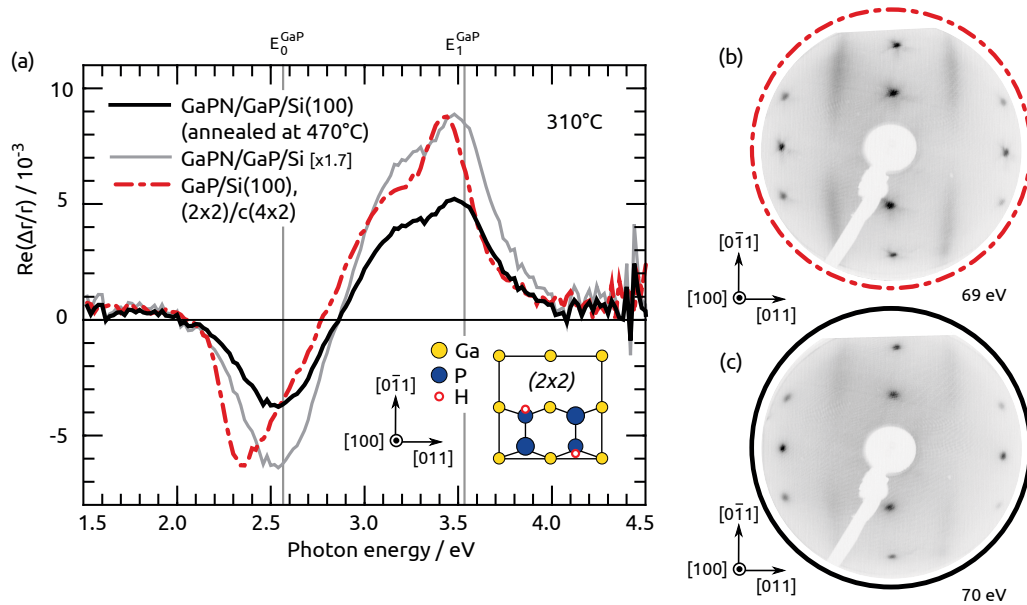 E₀ᴳᵃᴾ E₁ᴳᵃᴾ
(a)
10
5
0
-5
Re(Δr/r) / 10⁻³
GaPN/GaP/Si(100)
(annealed at 470°C)
GaPN/GaP/Si [x1.7]
GaP/Si(100),
(2x2)/c(4x2)
310°C
Ga
P
H
(2x2)
[01̅1]
[100]
[011]
1.5 2.0 2.5 3.0 3.5 4.0 4.5
Photon energy / eV
(b)
[01̅1]
[100]
[011]
69 eV
(c)
[01̅1]
[100]
[011]
70 eV